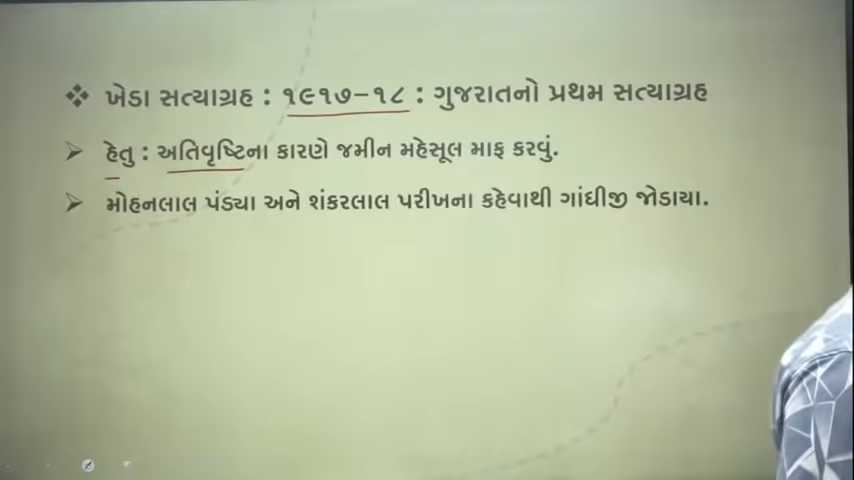 ❖ ખેડા સત્યાગ્રહ : ૧૯૧૭–૧૮ : ગુજરાતનો પ્રથમ સત્યાગ્રહ
➢ હેતુ : અતિવૃષ્ટિના કારણે જમીન મહેસૂલ માફ કરવું.
➢ મોહનલાલ પંડ્યા અને શંકરલાલ પરીખના કહેવાથી ગાંધીજી જોડાયા.